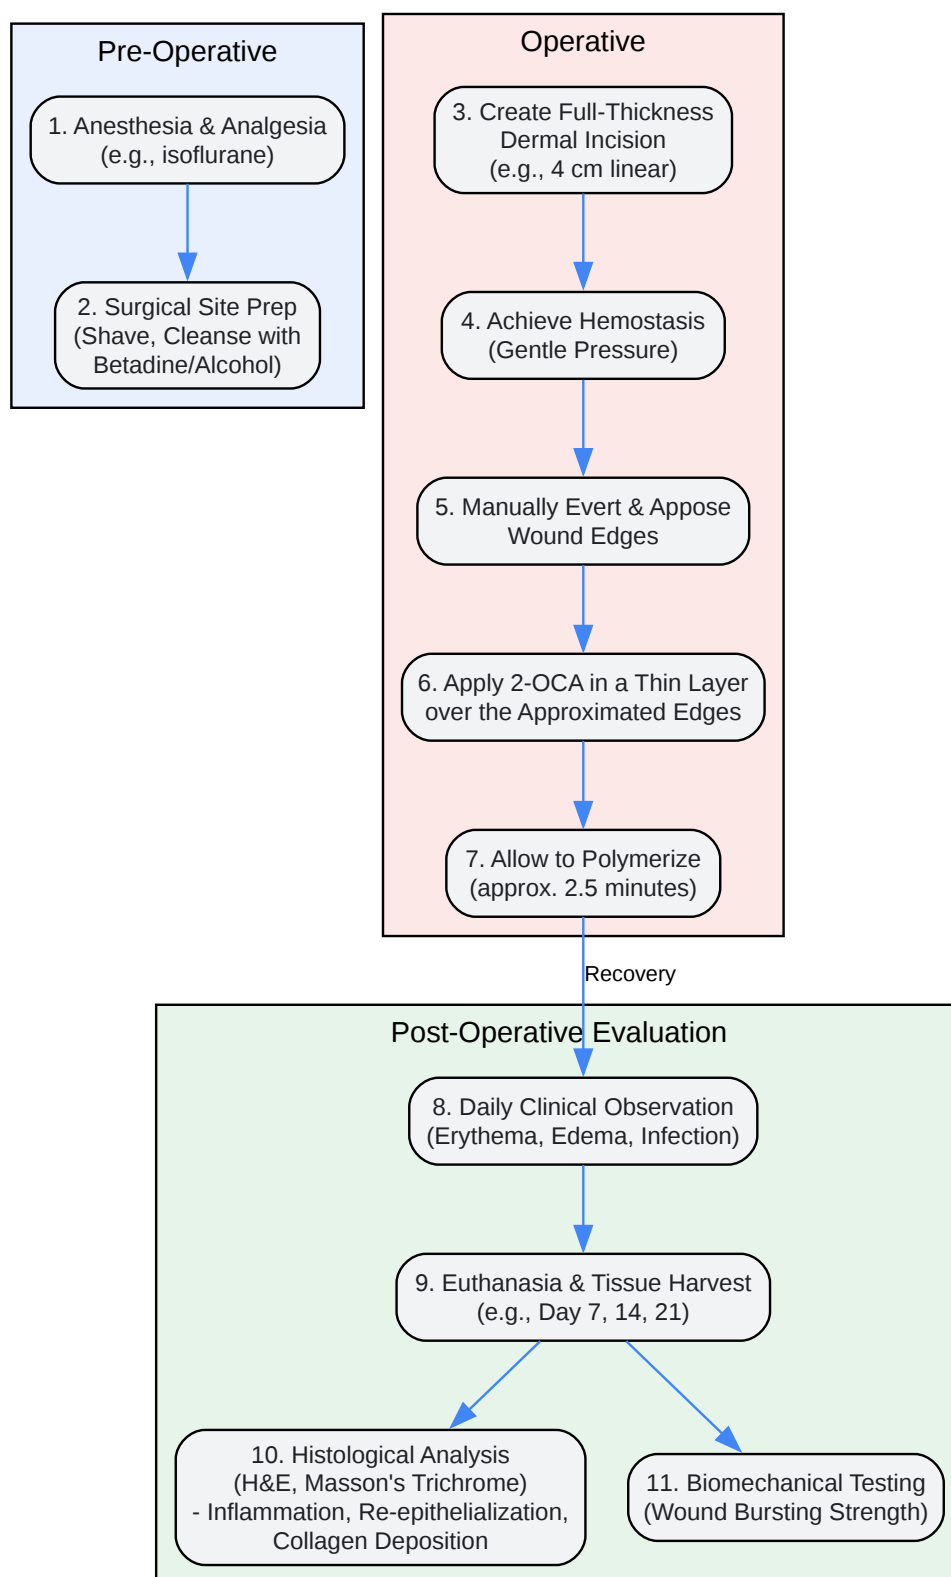 Pre-Operative
1. Anesthesia & Analgesia
(e.g., isoflurane)
2. Surgical Site Prep
(Shave, Cleanse with
Betadine/Alcohol)
Operative
3. Create Full-Thickness
Dermal Incision
(e.g., 4 cm linear)
4. Achieve Hemostasis
(Gentle Pressure)
5. Manually Evert & Appose
Wound Edges
6. Apply 2-OCA in a Thin Layer
over the Approximated Edges
7. Allow to Polymerize
(approx. 2.5 minutes)
Recovery
Post-Operative Evaluation
8. Daily Clinical Observation
(Erythema, Edema, Infection)
9. Euthanasia & Tissue Harvest
(e.g., Day 7, 14, 21)
10. Histological Analysis
(H&E, Masson's Trichrome)
- Inflammation, Re-epithelialization,
Collagen Deposition
11. Biomechanical Testing
(Wound Bursting Strength)